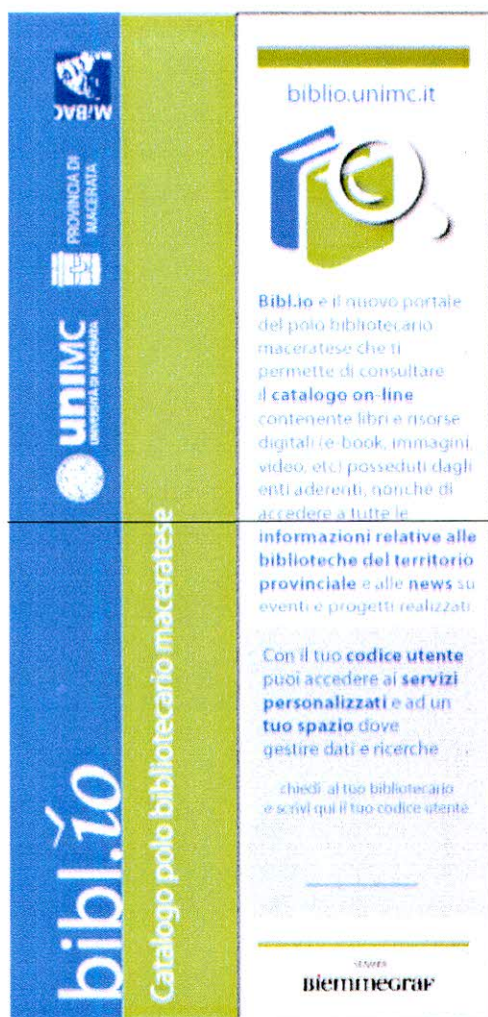 bibl.io
Catalogo polo bibliotecario maceratese
unIMC
UNIVERSITÀ DI MACERATA
PROVINCIA DI
MACERATA
MiBAC
biblio.unimc.it
Bibl.io è il nuovo portale
del polo bibliotecario
maceratese che ti
permette di consultare
il catalogo on-line
contenente libri e risorse
digitali (e-book, immagini,
video, etc) posseduti dagli
enti aderenti, nonchè di
accedere a tutte le
informazioni relative alle
biblioteche del territorio
provinciale e alle news su
eventi e progetti realizzati.
Con il tuo codice utente
puoi accedere ai servizi
personalizzati e ad un
tuo spazio dove
gestire dati e ricerche
chiedi al tuo bibliotecario
e scrivi qui il tuo codice utente
Biemmegraf